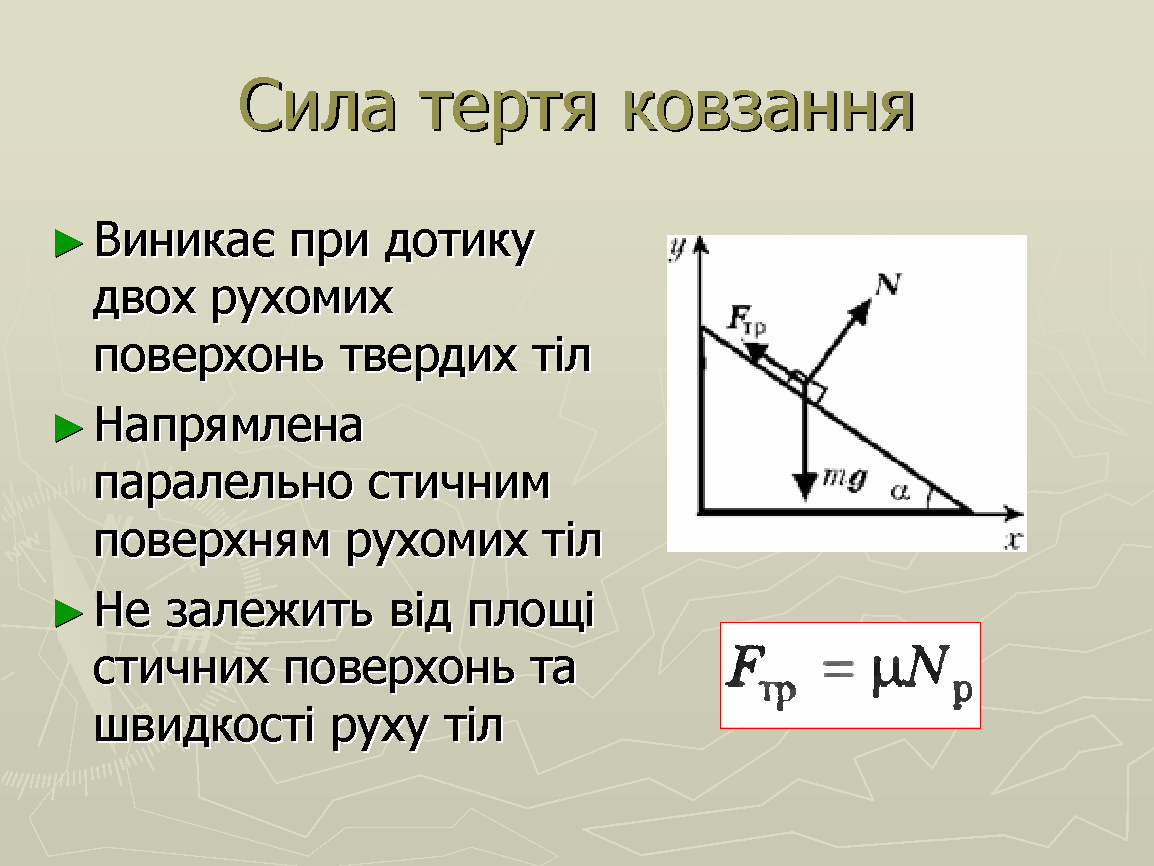 Сила тертя ковзання
►Виникає при дотику
двох рухомих
поверхонь твердих тіл
►Напрямлена
паралельно стичним
поверхням рухомих тіл
►Не залежить від площі
стичних поверхонь та
швидкості руху тіл
y
N
Fтр
mg
α
x
Fтр = μNр
NW